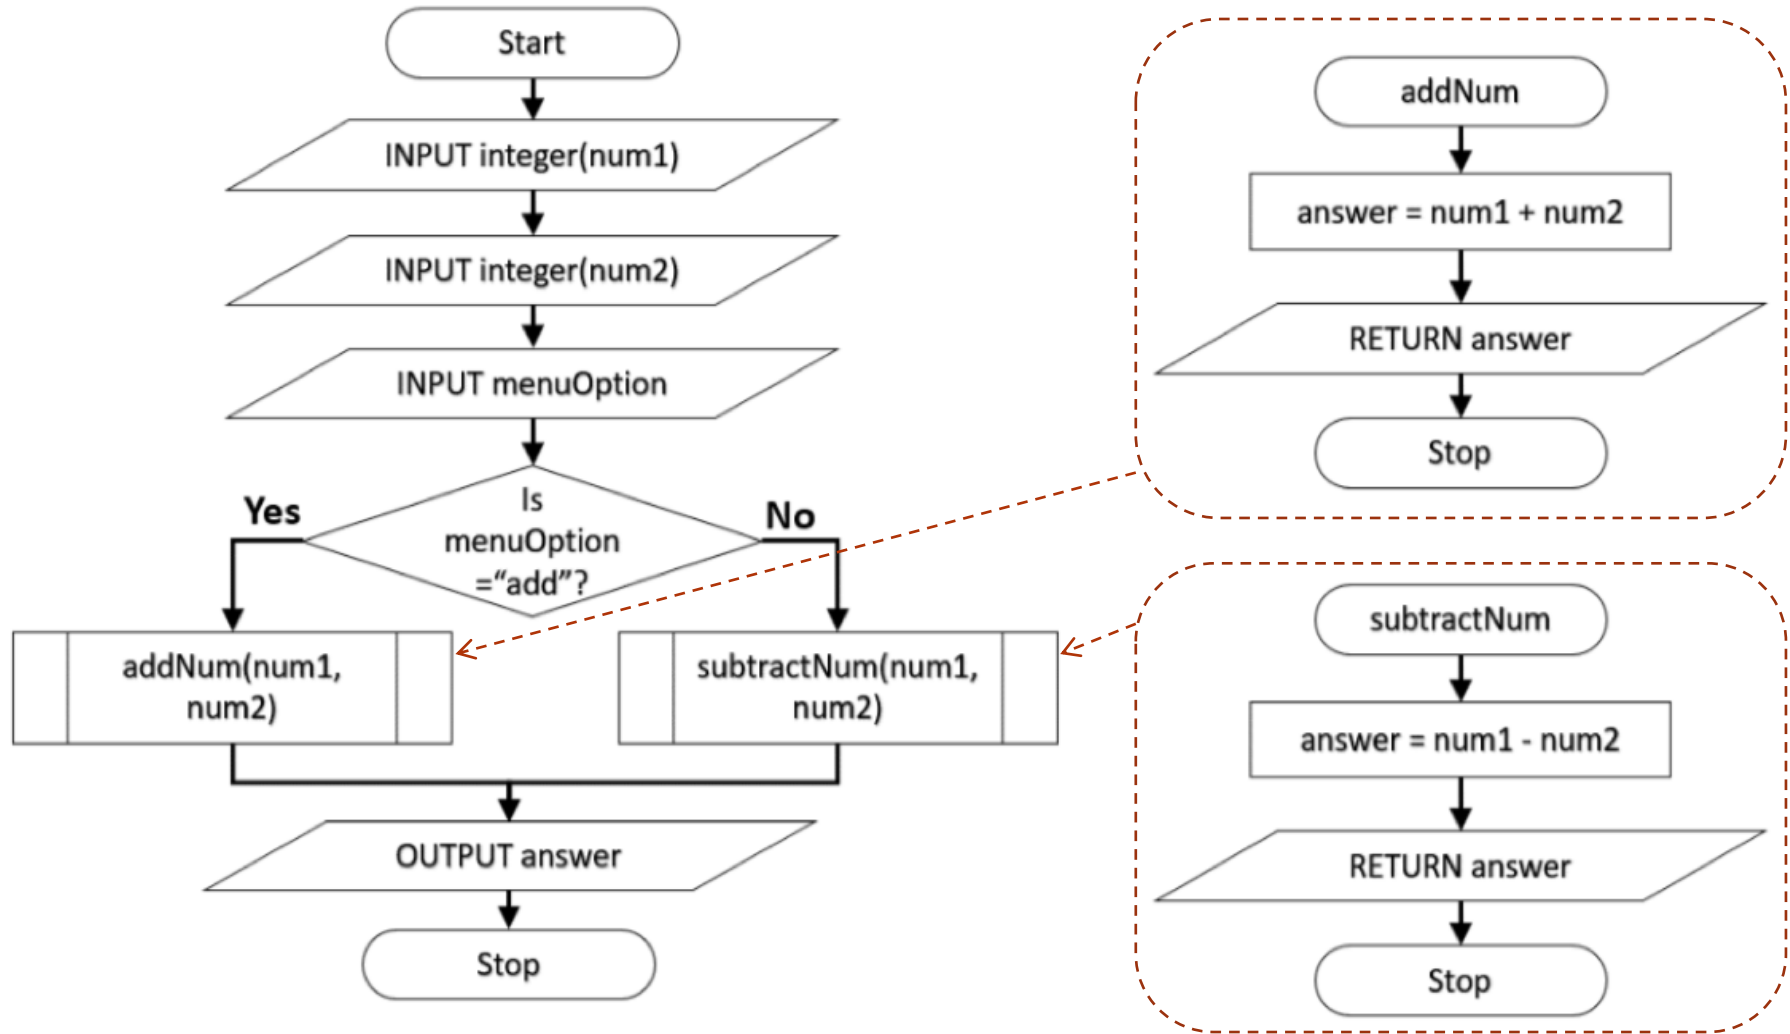 Start
INPUT integer(num1)
INPUT integer(num2)
INPUT menuOption
Is
menuOption
="add"?
Yes
No
addNum(num1,
num2)
subtractNum(num1,
num2)
OUTPUT answer
Stop
addNum
answer = num1 + num2
RETURN answer
Stop
subtractNum
answer = num1 - num2
RETURN answer
Stop